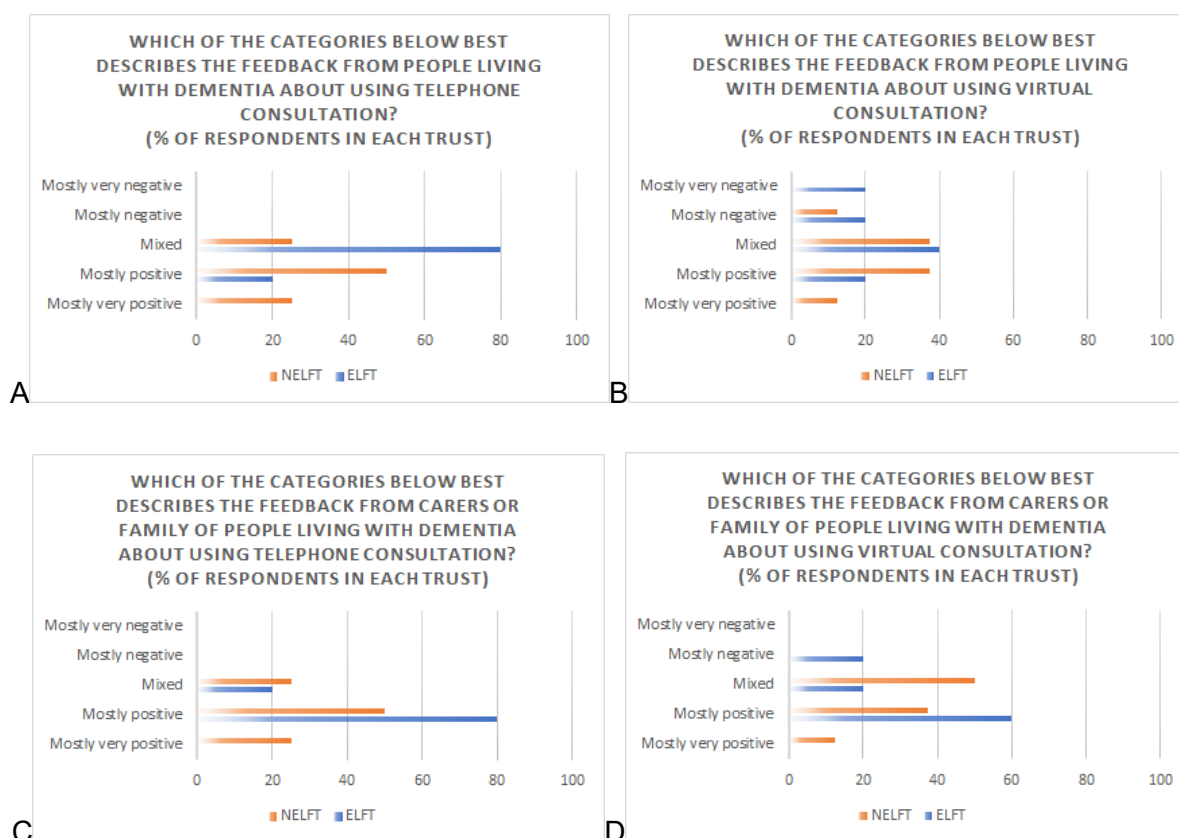 WHICH OF THE CATEGORIES BELOW BEST
DESCRIBES THE FEEDBACK FROM PEOPLE LIVING
WITH DEMENTIA ABOUT USING TELEPHONE
CONSULTATION?
(% OF RESPONDENTS IN EACH TRUST)
Mostly very negative
Mostly negative
Mixed
Mostly positive
Mostly very positive
0 20 40 60 80 100
NELFT ELFT
A
WHICH OF THE CATEGORIES BELOW BEST
DESCRIBES THE FEEDBACK FROM PEOPLE LIVING
WITH DEMENTIA ABOUT USING VIRTUAL
CONSULTATION?
(% OF RESPONDENTS IN EACH TRUST)
Mostly very negative
Mostly negative
Mixed
Mostly positive
Mostly very positive
0 20 40 60 80 100
NELFT ELFT
B
WHICH OF THE CATEGORIES BELOW BEST
DESCRIBES THE FEEDBACK FROM CARERS OR
FAMILY OF PEOPLE LIVING WITH DEMENTIA
ABOUT USING TELEPHONE CONSULTATION?
(% OF RESPONDENTS IN EACH TRUST)
Mostly very negative
Mostly negative
Mixed
Mostly positive
Mostly very positive
0 20 40 60 80 100
NELFT ELFT
C
WHICH OF THE CATEGORIES BELOW BEST
DESCRIBES THE FEEDBACK FROM CARERS OR
FAMILY OF PEOPLE LIVING WITH DEMENTIA
ABOUT USING VIRTUAL CONSULTATION?
(% OF RESPONDENTS IN EACH TRUST)
Mostly very negative
Mostly negative
Mixed
Mostly positive
Mostly very positive
0 20 40 60 80 100
NELFT ELFT
D